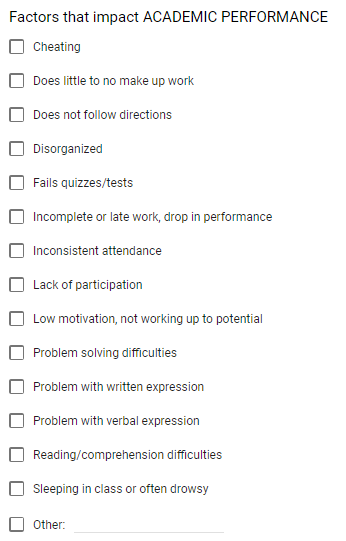 Factors that impact ACADEMIC PERFORMANCE
Cheating
Does little to no make up work
Does not follow directions
Disorganized
Fails quizzes/tests
Incomplete or late work, drop in performance
Inconsistent attendance
Lack of participation
Low motivation, not working up to potential
Problem solving difficulties
Problem with written expression
Problem with verbal expression
Reading/comprehension difficulties
Sleeping in class or often drowsy
Other: